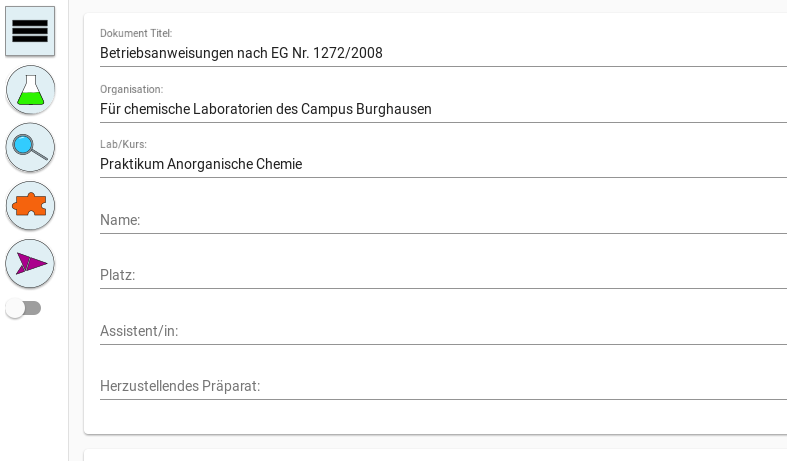 Dokument Titel:
Betriebsanweisungen nach EG Nr. 1272/2008
Organisation:
Für chemische Laboratorien des Campus Burghausen
Lab/Kurs:
Praktikum Anorganische Chemie
Name:
Platz:
Assistent/in:
Herzustellendes Präparat: